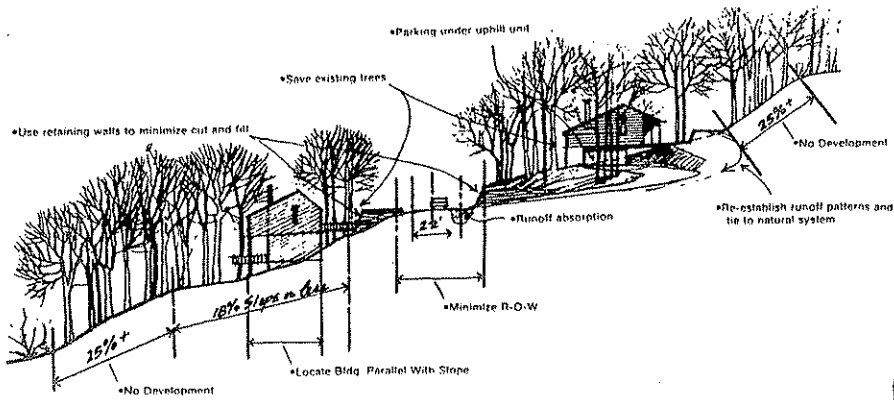 •Parking under uphill unit
•Save existing trees
•Use retaining walls to minimize cut and fill
25%+
•No Development
•Re-establish runoff patterns and
tie to natural system
•Runoff absorption
22'
•Minimize R-O-W
18% Slope or less
25%+
•Locate Bldg. Parallel With Slope
•No Development